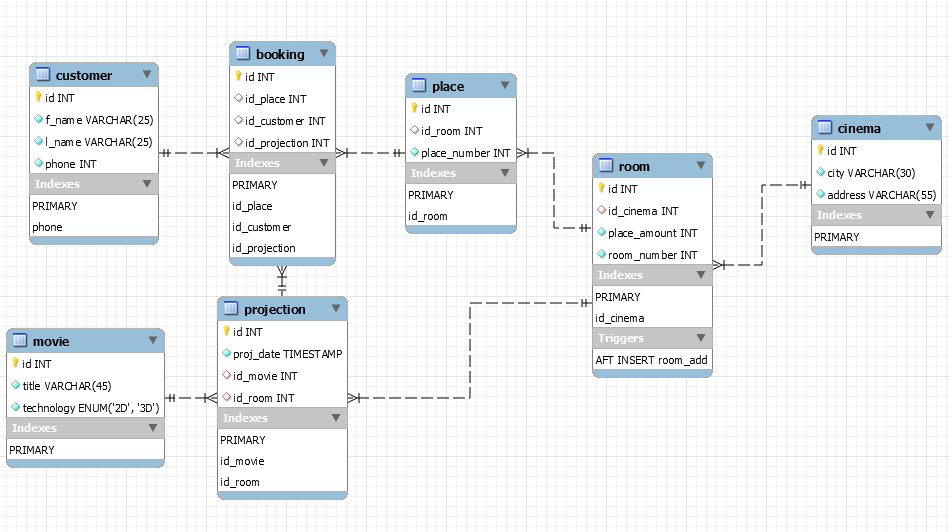 customer
id INT
f_name VARCHAR(25)
l_name VARCHAR(25)
phone INT
Indexes
PRIMARY
phone
booking
id INT
id_place INT
id_customer INT
id_projection INT
Indexes
PRIMARY
id_place
id_customer
id_projection
place
id INT
id_room INT
place_number INT
Indexes
PRIMARY
id_room
room
id INT
id_cinema INT
place_amount INT
room_number INT
Indexes
PRIMARY
id_cinema
Triggers
AFT INSERT room_add
cinema
id INT
city VARCHAR(30)
address VARCHAR(55)
Indexes
PRIMARY
movie
id INT
title VARCHAR(45)
technology ENUM('2D', '3D')
Indexes
PRIMARY
projection
id INT
proj_date TIMESTAMP
id_movie INT
id_room INT
Indexes
PRIMARY
id_movie
id_room